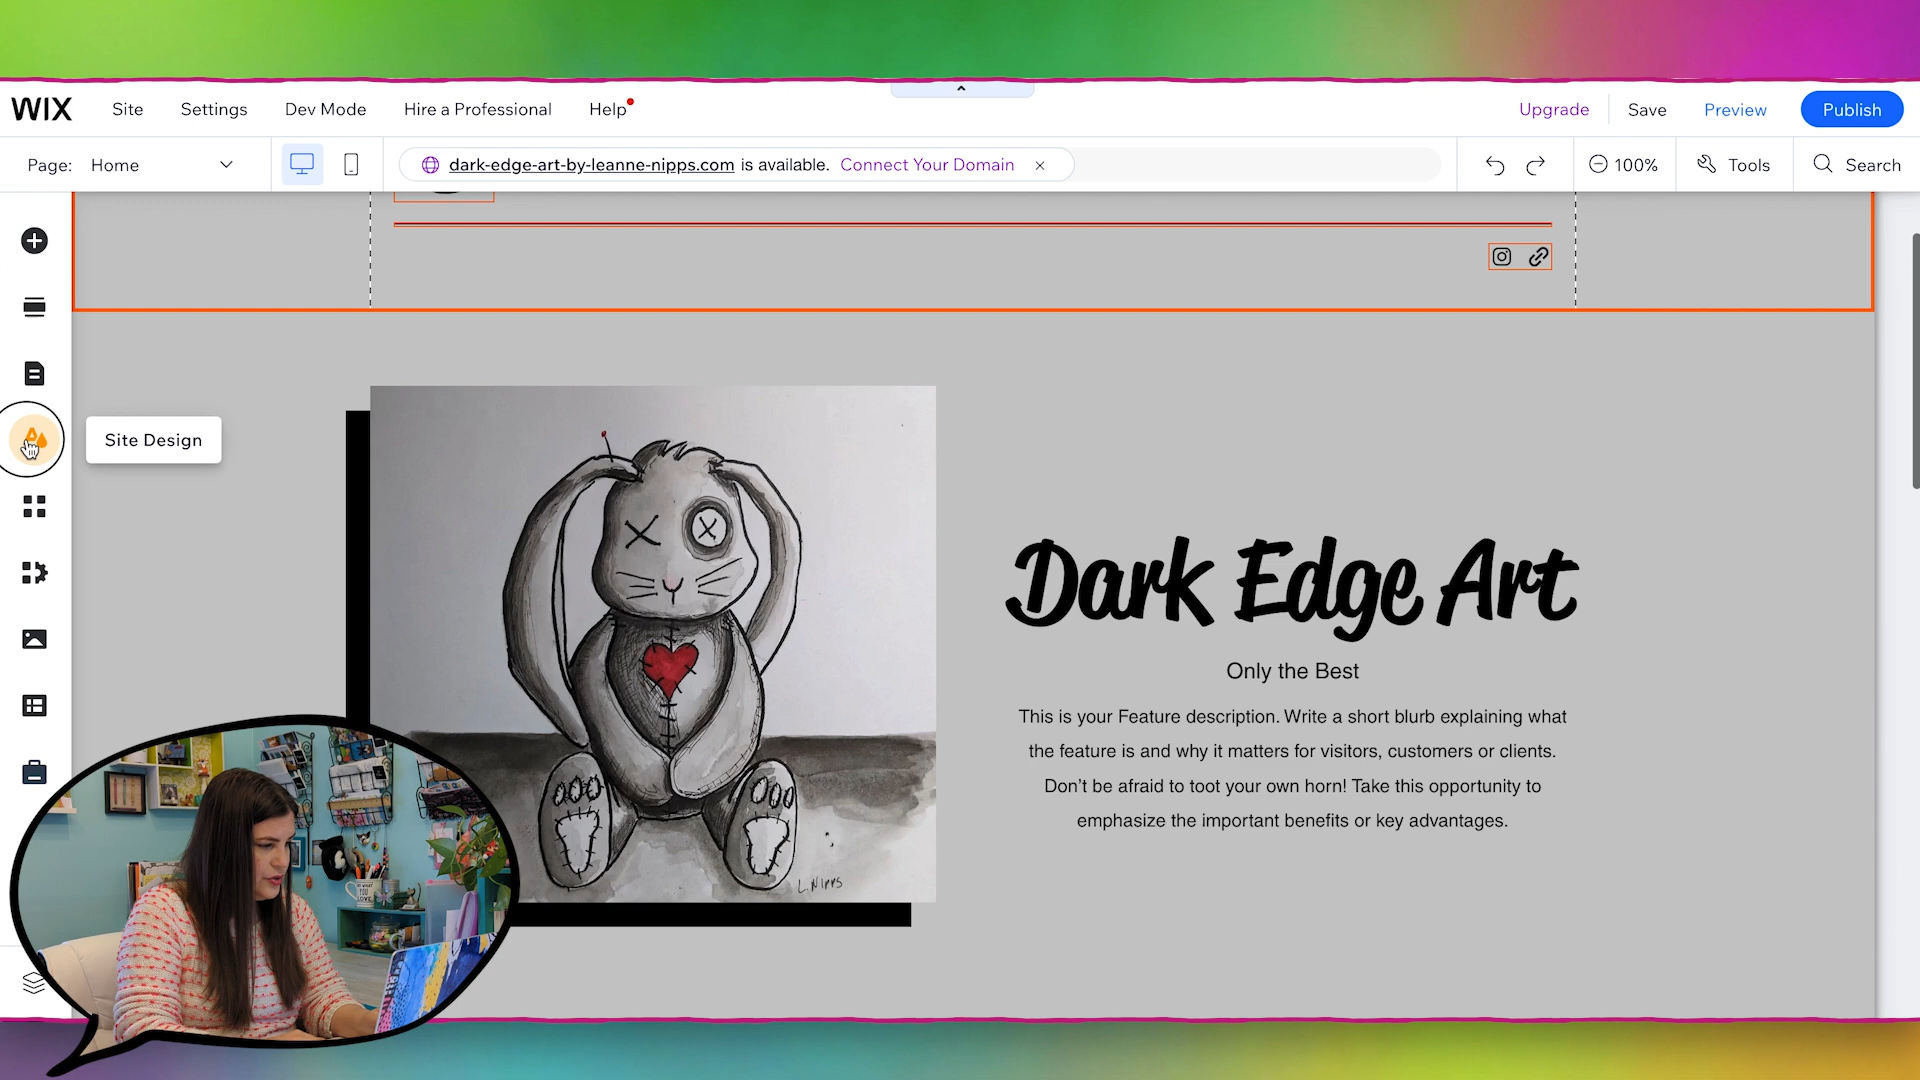 WIX Site Settings Dev Mode Hire a Professional Help Upgrade Save Preview Publish
Page: Home dark-edge-art-by-leanne-nipps.com is available. Connect Your Domain 100% Tools Search
Site Design
Dark Edge Art
Only the Best
This is your Feature description. Write a short blurb explaining what
the feature is and why it matters for visitors, customers or clients.
Don't be afraid to toot your own horn! Take this opportunity to
emphasize the important benefits or key advantages.
L. Nipps